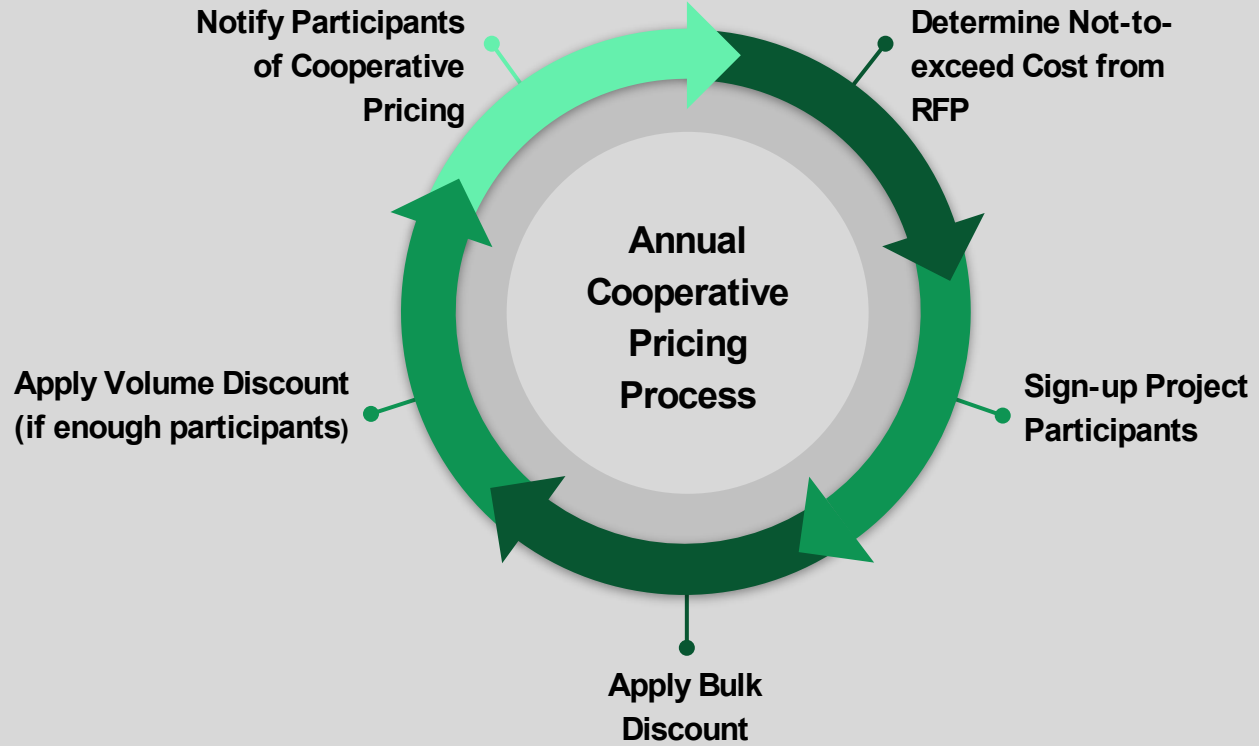 Notify Participants
of Cooperative
Pricing
Determine Not-to-
exceed Cost from
RFP
Annual
Cooperative
Pricing
Process
Apply Volume Discount
(if enough participants)
Sign-up Project
Participants
Apply Bulk
Discount